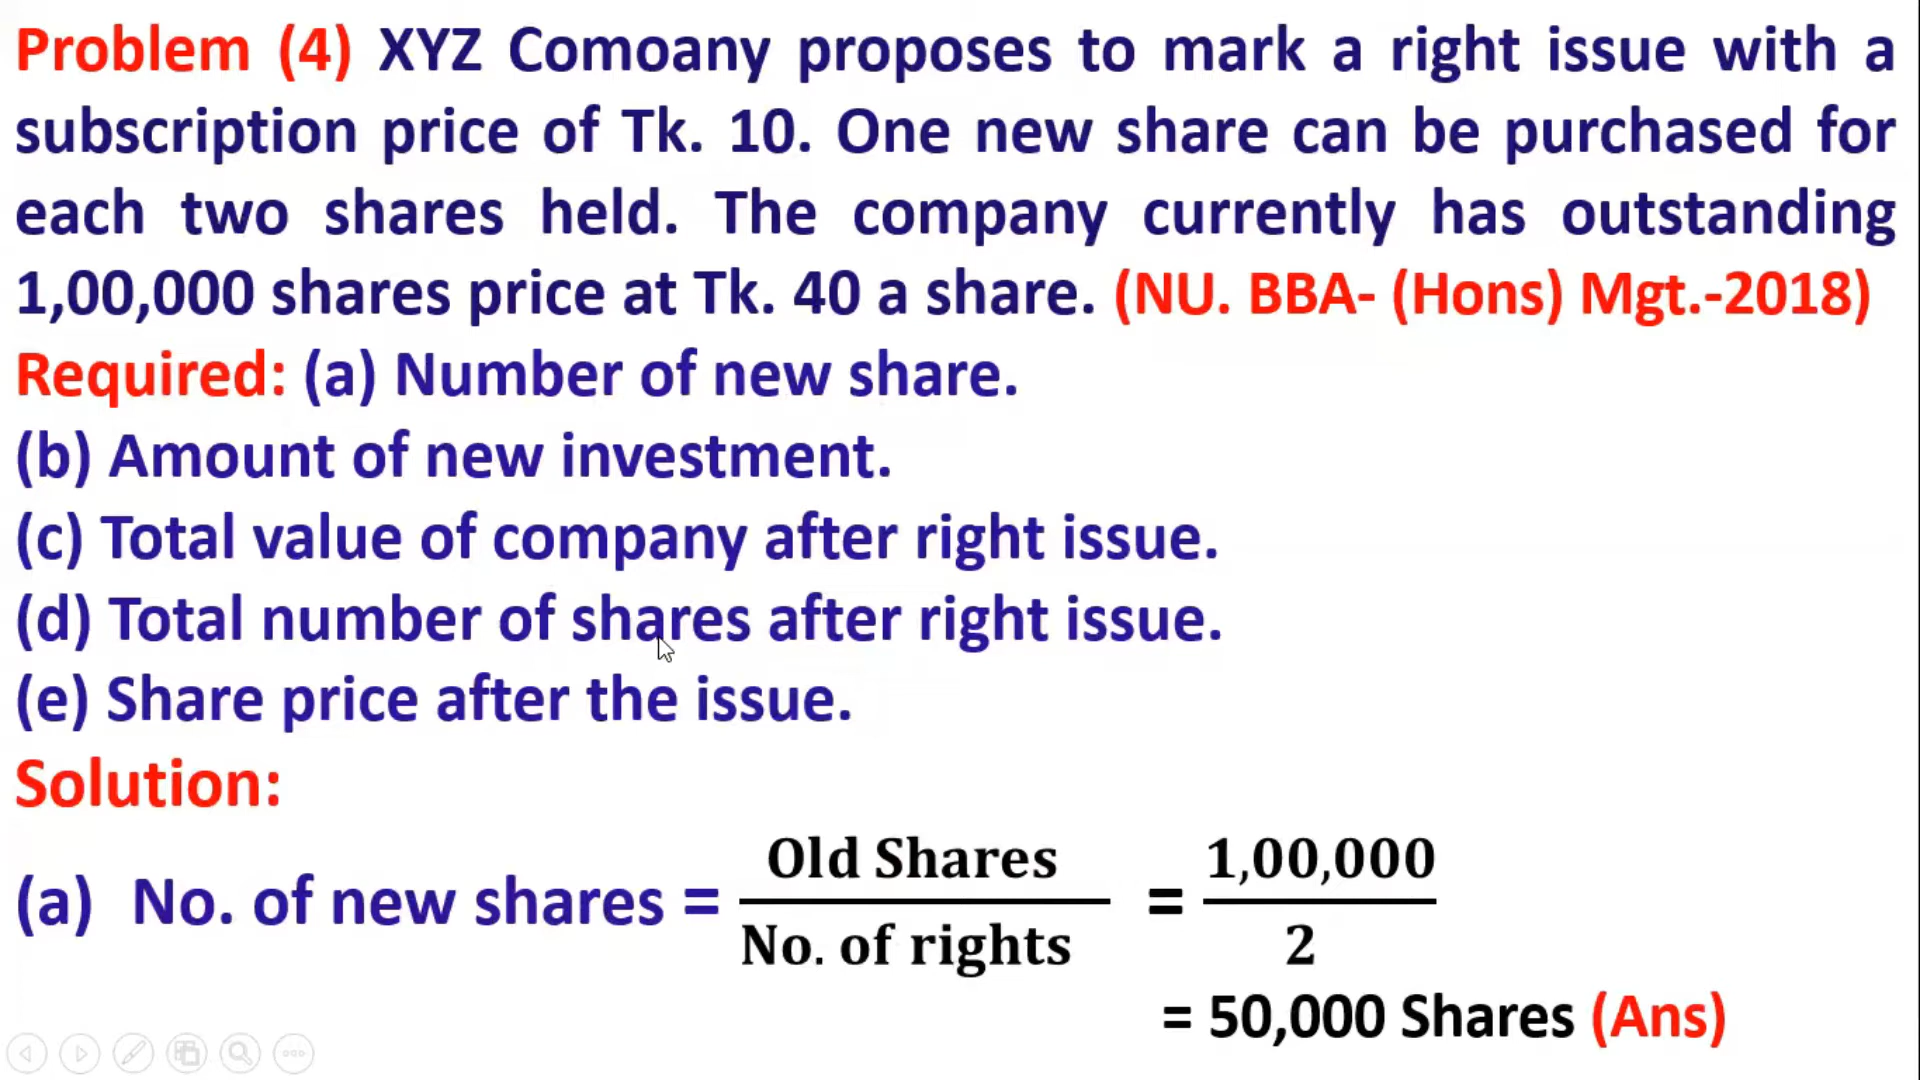 Problem (4) XYZ Comoany proposes to mark a right issue with a
subscription price of Tk. 10. One new share can be purchased for
each two shares held. The company currently has outstanding
1,00,000 shares price at Tk. 40 a share. (NU. BBA- (Hons) Mgt.-2018)
Required: (a) Number of new share.
(b) Amount of new investment.
(c) Total value of company after right issue.
(d) Total number of shares after right issue.
(e) Share price after the issue.
Solution:
(a) No. of new shares = Old Shares / No. of rights = 1,00,000 / 2
= 50,000 Shares (Ans)